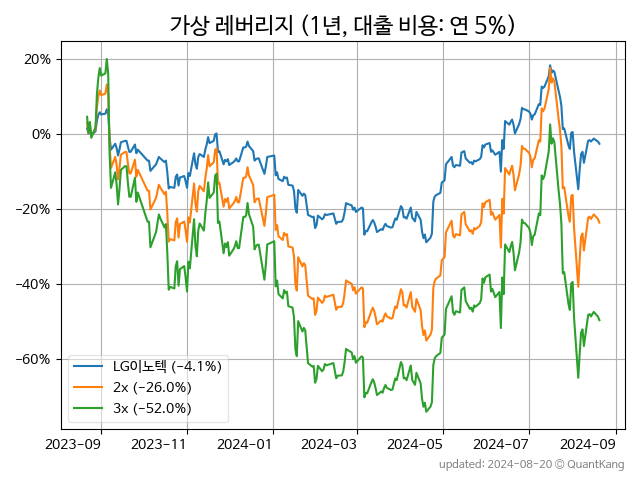 가상 레버리지 (1년, 대출 비용: 연 5%)
20%
0%
−20%
−40%
−60%
LG이노텍 (−4.1%)
2x (−26.0%)
3x (−52.0%)
2023-09 2023-11 2024-01 2024-03 2024-05 2024-07 2024-09
updated: 2024-08-20 © QuantKang